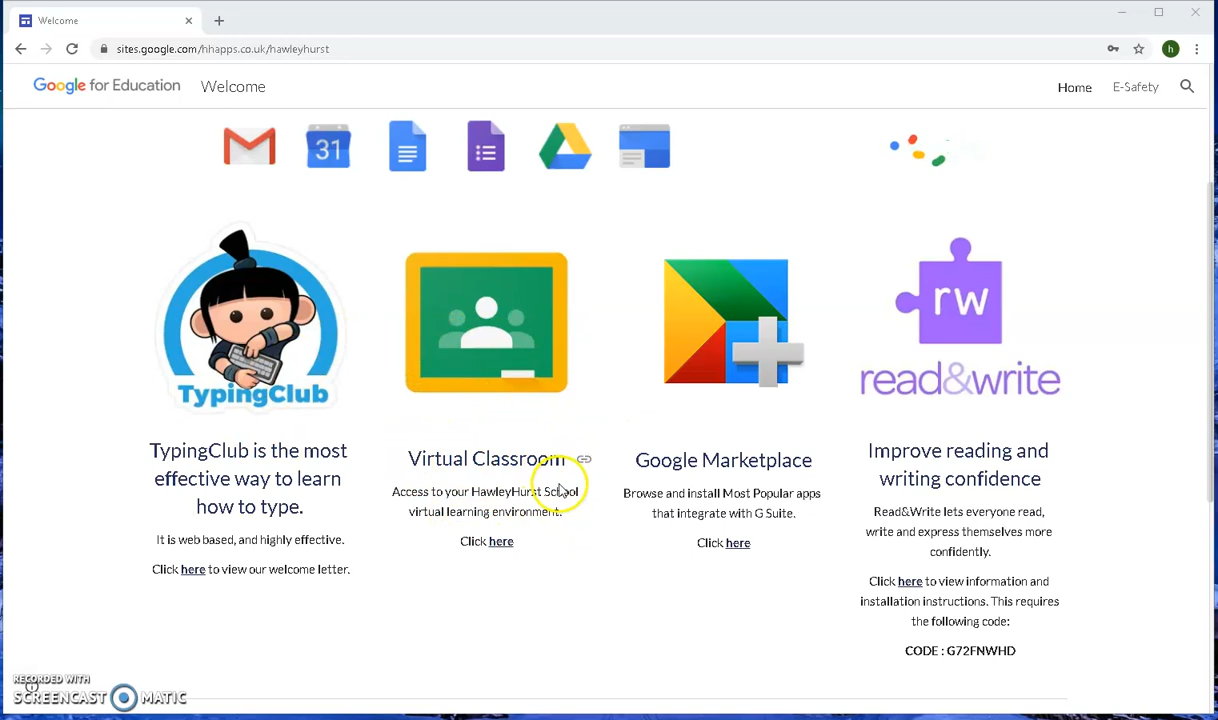 Welcome
sites.google.com/hhapps.co.uk/hawleyhurst
h
Google for Education
Welcome
Home
E-Safety
31
TypingClub
rw
read&write
TypingClub is the most
effective way to learn
how to type.
It is web based, and highly effective.
Click here to view our welcome letter.
Virtual Classroom
Access to your HawleyHurst School
virtual learning environment.
Click here
Google Marketplace
Browse and install Most Popular apps
that integrate with G Suite.
Click here
Improve reading and
writing confidence
Read&Write lets everyone read,
write and express themselves more
confidently.
Click here to view information and
installation instructions. This requires
the following code:
CODE : G72FNWHD
RECORDED WITH
SCREENCAST MATIC